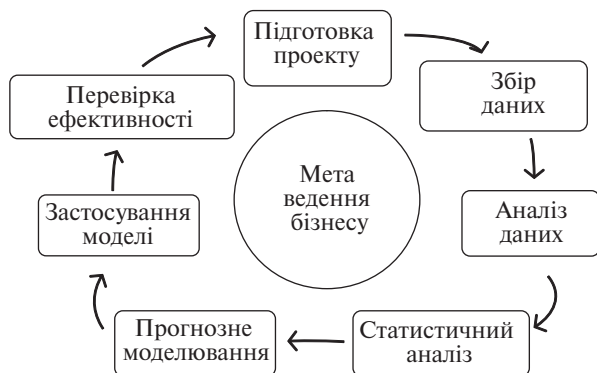 Підготовка
проекту
Збір
даних
Аналіз
даних
Статистичний
аналіз
Прогнозне
моделювання
Застосування
моделі
Перевірка
ефективності
Мета
ведення
бізнесу